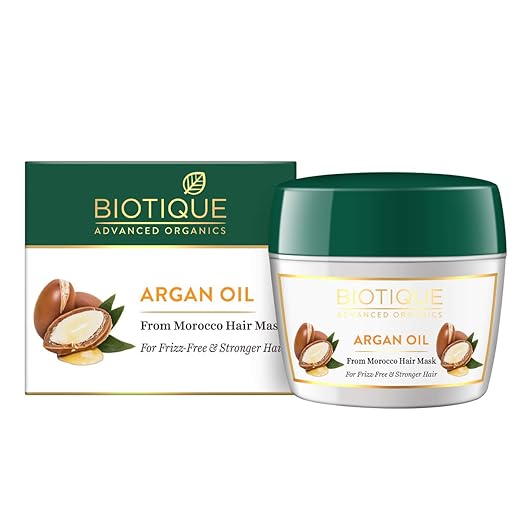 BIOTIQUE
ADVANCED ORGANICS
ARGAN OIL
From Morocco Hair Mask
For Frizz-Free & Stronger Hair
BIOTIQUE
ADVANCED ORGANICS
ARGAN OIL
From Morocco Hair Mask
For Frizz-Free & Stronger Hair